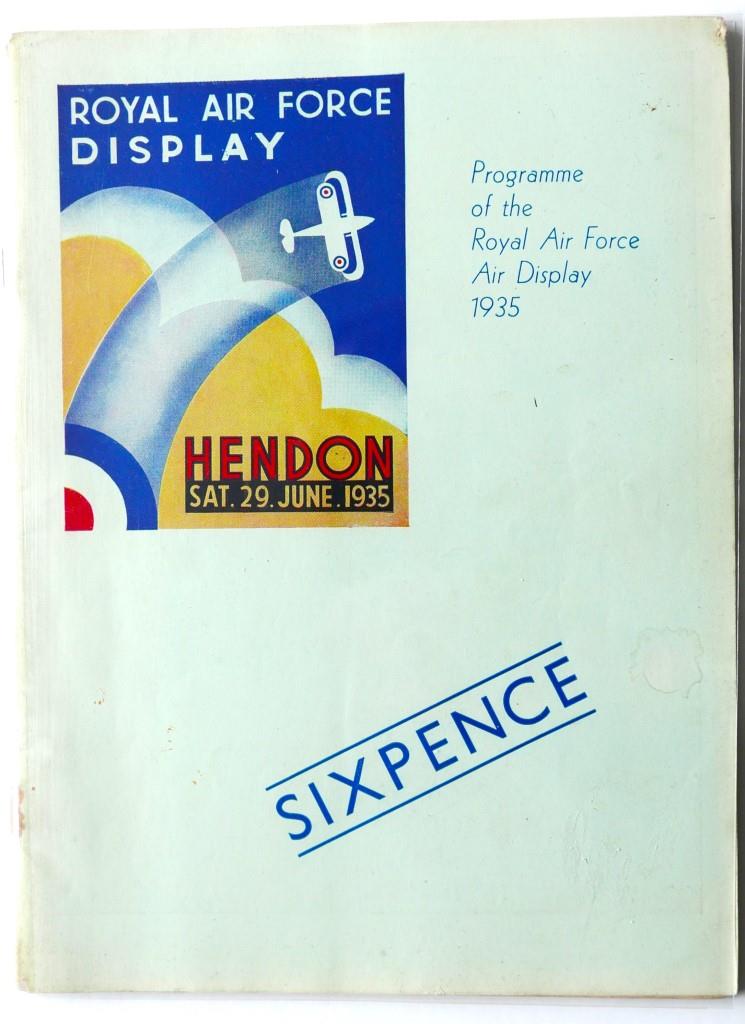 ROYAL AIR FORCE
DISPLAY
HENDON
SAT. 29. JUNE. 1935
Programme
of the
Royal Air Force
Air Display
1935
SIXPENCE